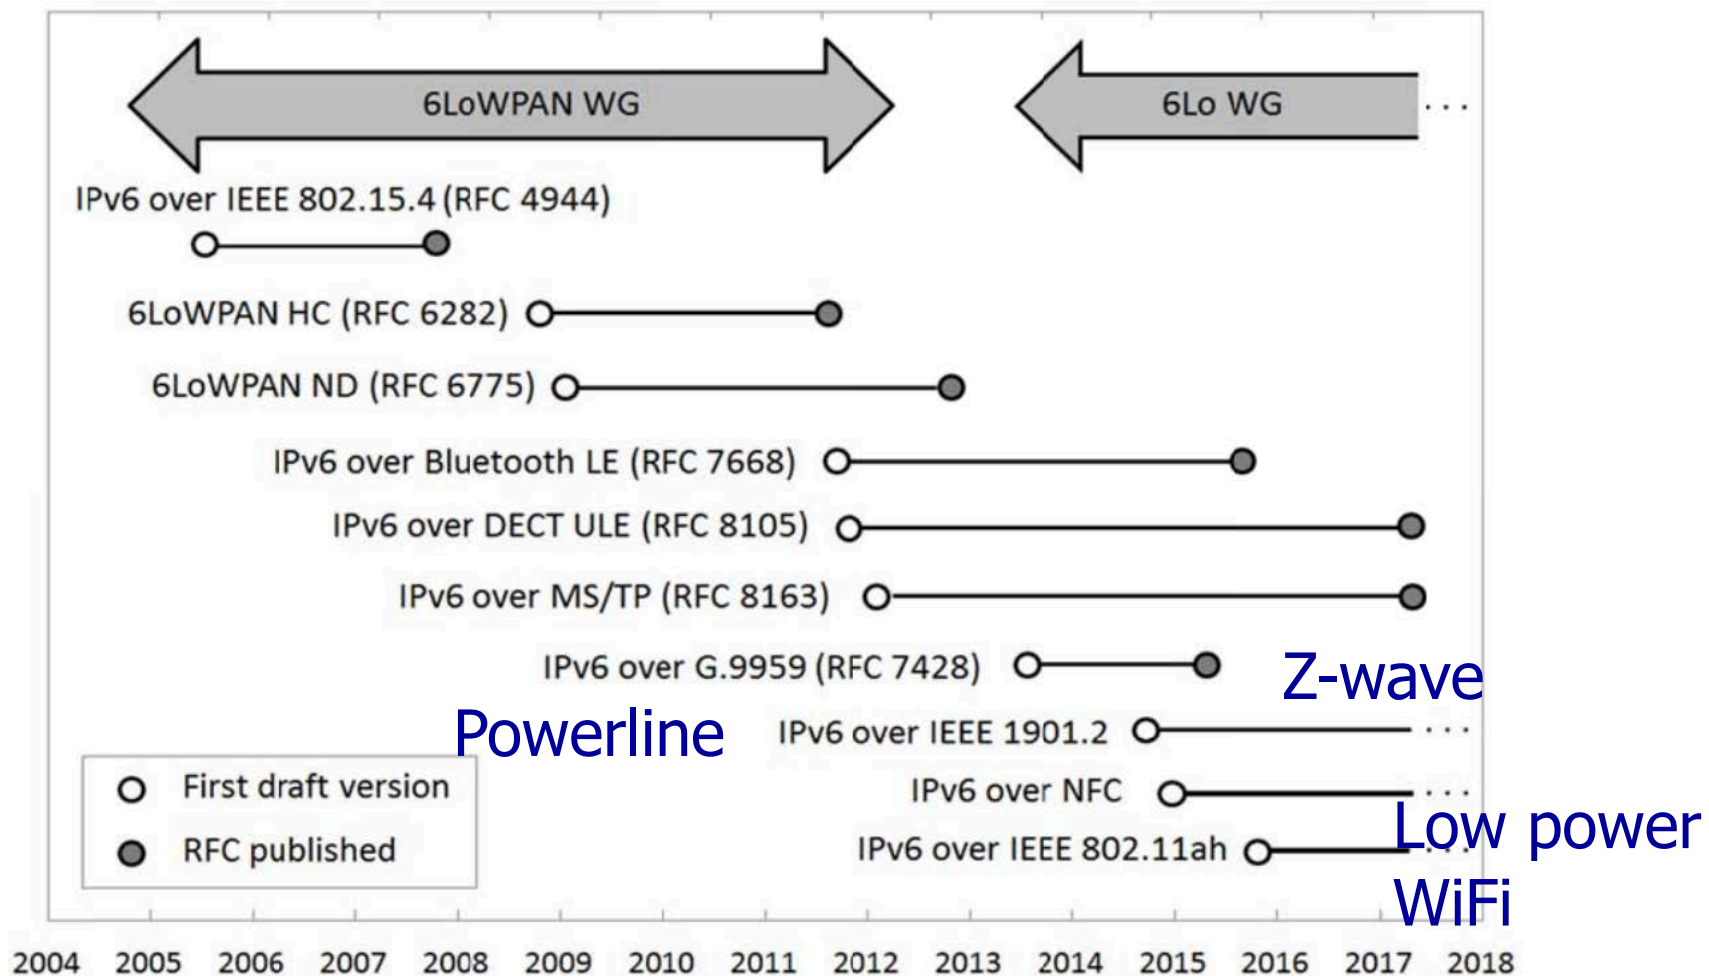 6LoWPAN WG
6Lo WG
. . .
IPv6 over IEEE 802.15.4 (RFC 4944)
6LoWPAN HC (RFC 6282)
6LoWPAN ND (RFC 6775)
IPv6 over Bluetooth LE (RFC 7668)
IPv6 over DECT ULE (RFC 8105)
IPv6 over MS/TP (RFC 8163)
IPv6 over G.9959 (RFC 7428)
Z-wave
Powerline
IPv6 over IEEE 1901.2
. . .
First draft version
IPv6 over NFC
. . .
Low power
WiFi
RFC published
IPv6 over IEEE 802.11ah
. . .
2004 2005 2006 2007 2008 2009 2010 2011 2012 2013 2014 2015 2016 2017 2018